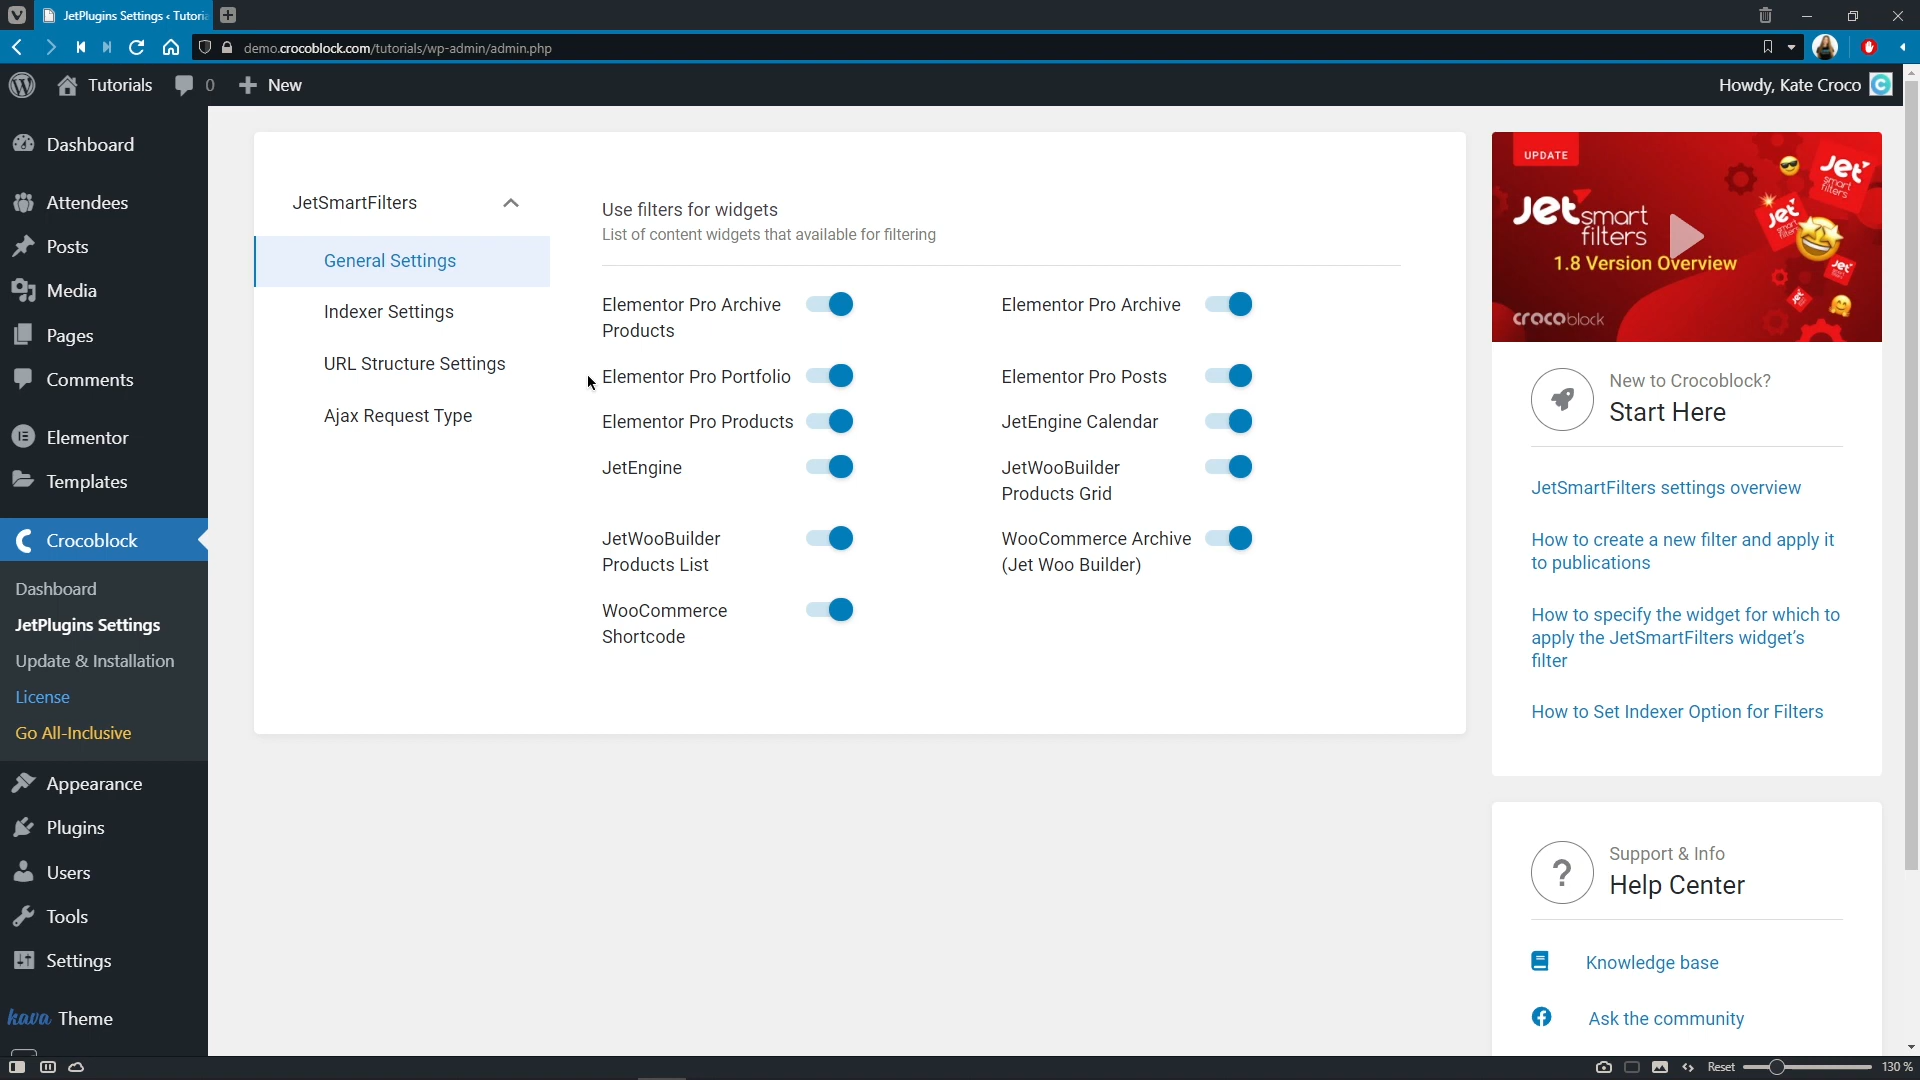 JetPlugins Settings ‹ Tutoria
demo.crocoblock.com/tutorials/wp-admin/admin.php
Tutorials
0
New
Howdy, Kate Croco
Dashboard
Attendees
Posts
Media
Pages
Comments
Elementor
Templates
Crocoblock
Dashboard
JetPlugins Settings
Update & Installation
License
Go All-Inclusive
Appearance
Plugins
Users
Tools
Settings
kava Theme
JetSmartFilters
General Settings
Indexer Settings
URL Structure Settings
Ajax Request Type
Use filters for widgets
List of content widgets that available for filtering
Elementor Pro Archive
Products
Elementor Pro Archive
Elementor Pro Portfolio
Elementor Pro Posts
Elementor Pro Products
JetEngine Calendar
JetEngine
JetWooBuilder
Products Grid
JetWooBuilder
Products List
WooCommerce Archive
(Jet Woo Builder)
WooCommerce
Shortcode
UPDATE
Jet smart
filters
1.8 Version Overview
crocoblock
Jet
smart
filters
Jet
Jet
New to Crocoblock?
Start Here
JetSmartFilters settings overview
How to create a new filter and apply it
to publications
How to specify the widget for which to
apply the JetSmartFilters widget's
filter
How to Set Indexer Option for Filters
?
Support & Info
Help Center
Knowledge base
Ask the community
Reset
130 %